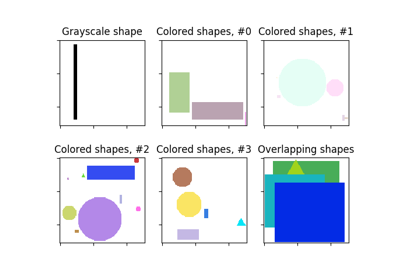 Grayscale shape
Colored shapes, #0
Colored shapes, #1
Colored shapes, #2
Colored shapes, #3
Overlapping shapes